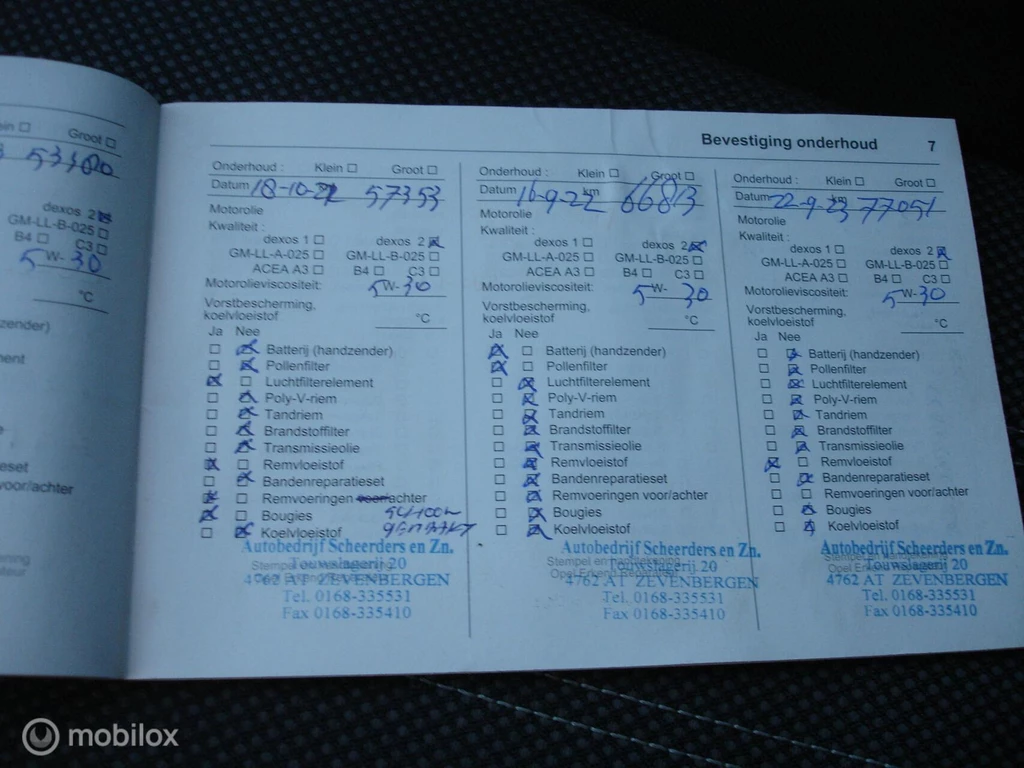 ein ☐ Groot ☐
53100
dexos 2 ☒
GM-LL-B-025 ☐
B4 ☐ C3 ☐
5W-30
°C
zender)
ment
eset
voor/achter
Bevestiging onderhoud 7
Onderhoud : Klein ☐ Groot ☐
Datum 18-10-21 57353
Motorolie
Kwaliteit :
dexos 1 ☐ dexos 2 ☒
GM-LL-A-025 ☐ GM-LL-B-025 ☐
ACEA A3 ☐ B4 ☐ C3 ☐
Motorolieviscositeit: 5W-30
Vorstbescherming,
koelvloeistof °C
Ja Nee
☐ ☒ Batterij (handzender)
☐ ☒ Pollenfilter
☒ ☐ Luchtfilterelement
☐ ☒ Poly-V-riem
☐ ☒ Tandriem
☐ ☒ Brandstoffilter
☐ ☒ Transmissieolie
☒ ☐ Remvloeistof
☐ ☒ Bandenreparatieset
☒ ☐ Remvoeringen voor/achter
☒ ☐ Bougies schoon
☐ ☒ Koelvloeistof gemaakt
Autobedrijf Scheerders en Zn.
Touwslagerij 20
4762 AT ZEVENBERGEN
Tel. 0168-335531
Fax 0168-335410
Onderhoud : Klein ☐ Groot ☐
Datum 16-9-22 km 66813
Motorolie
Kwaliteit :
dexos 1 ☐ dexos 2 ☒
GM-LL-A-025 ☐ GM-LL-B-025 ☐
ACEA A3 ☐ B4 ☐ C3 ☐
Motorolieviscositeit: 5W-30
Vorstbescherming,
koelvloeistof °C
Ja Nee
☒ ☐ Batterij (handzender)
☒ ☐ Pollenfilter
☐ ☒ Luchtfilterelement
☐ ☒ Poly-V-riem
☐ ☒ Tandriem
☐ ☒ Brandstoffilter
☐ ☒ Transmissieolie
☐ ☒ Remvloeistof
☐ ☒ Bandenreparatieset
☐ ☒ Remvoeringen voor/achter
☐ ☒ Bougies
☐ ☒ Koelvloeistof
Autobedrijf Scheerders en Zn.
Touwslagerij 20
4762 AT ZEVENBERGEN
Tel. 0168-335531
Fax 0168-335410
Onderhoud : Klein ☐ Groot ☐
Datum 22-9-23 km 77051
Motorolie
Kwaliteit :
dexos 1 ☐ dexos 2 ☒
GM-LL-A-025 ☐ GM-LL-B-025 ☐
ACEA A3 ☐ B4 ☐ C3 ☐
Motorolieviscositeit: 5W-30
Vorstbescherming,
koelvloeistof °C
Ja Nee
☐ ☒ Batterij (handzender)
☐ ☒ Pollenfilter
☐ ☒ Luchtfilterelement
☐ ☒ Poly-V-riem
☐ ☒ Tandriem
☐ ☒ Brandstoffilter
☐ ☒ Transmissieolie
☒ ☐ Remvloeistof
☐ ☒ Bandenreparatieset
☐ ☐ Remvoeringen voor/achter
☐ ☒ Bougies
☐ ☒ Koelvloeistof
Autobedrijf Scheerders en Zn.
Touwslagerij 20
4762 AT ZEVENBERGEN
Tel. 0168-335531
Fax 0168-335410
mobilox